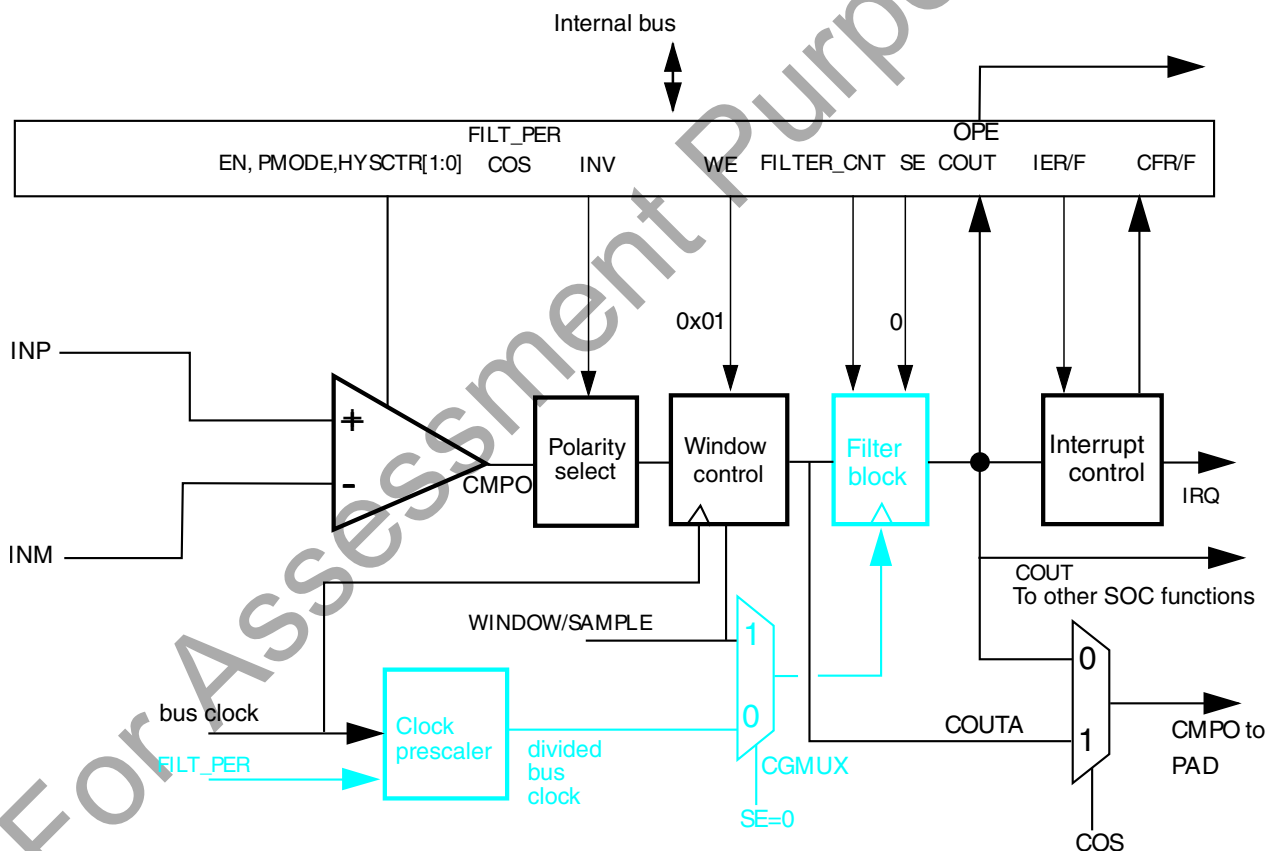 Internal bus
FILT_PER
OPE
EN, PMODE,HYSCTR[1:0] COS INV WE FILTER_CNT SE COUT IER/F CFR/F
0x01
0
INP
+
-
INM
CMPO
Polarity
select
Window
control
Filter
block
Interrupt
control
IRQ
COUT
To other SOC functions
WINDOW/SAMPLE
1
0
0
1
bus clock
FILT_PER
Clock
prescaler
divided
bus
clock
CGMUX
SE=0
COUTA
CMPO to
PAD
COS
For Assessment Purpo